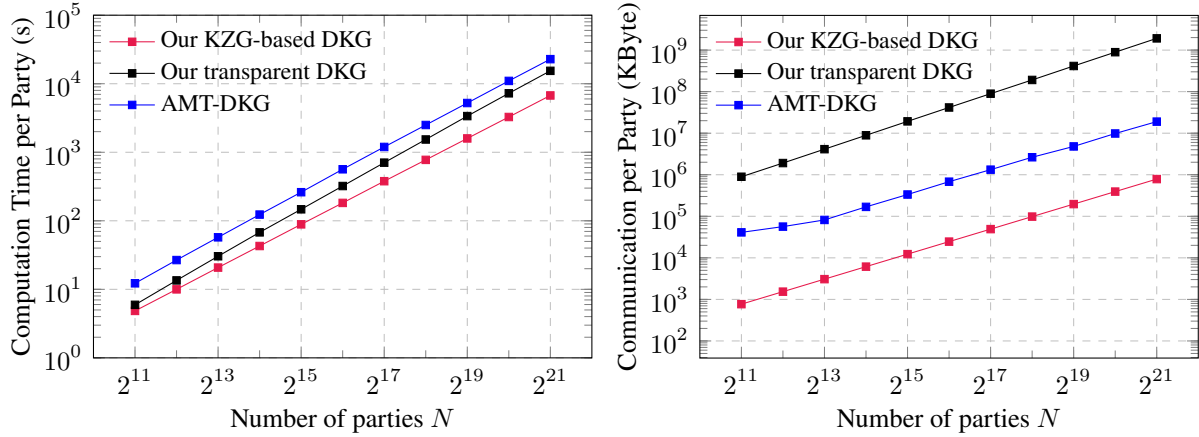 Computation Time per Party (s)
10^5
10^4
10^3
10^2
10^1
10^0
Our KZG-based DKG
Our transparent DKG
AMT-DKG
2^11 2^13 2^15 2^17 2^19 2^21
Number of parties N
Communication per Party (KByte)
10^9
10^8
10^7
10^6
10^5
10^4
10^3
10^2
Our KZG-based DKG
Our transparent DKG
AMT-DKG
2^11 2^13 2^15 2^17 2^19 2^21
Number of parties N